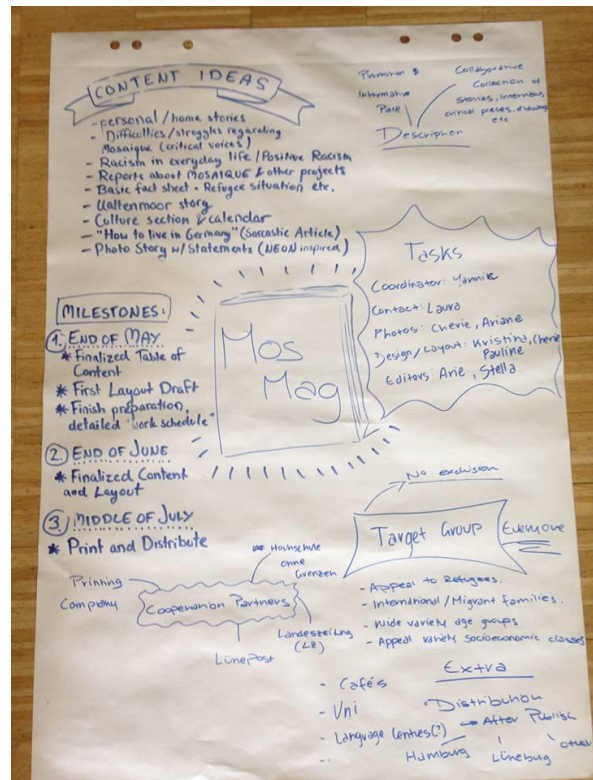 CONTENT IDEAS
- personal / home stories
- Difficulties / struggles regarding
Mosaique (critical voices)
- Racism in everyday life / Positive Racism
- Reports about MOSAIQUE & other projects
- Basic fact sheet - Refugee situation etc.
- story
- Culture section & calendar
- "How to live in Germany" (Sarcastic Article)
- Photo Story w/ Statements (NEON inspired)
Promotion &
Informative
Piece
Collaborative
Collection of
stories, interviews,
critical pieces, drawings
etc
Description
Tasks
Coordinator: Yannik
Contact: Laura
Photos: Cherie, Ariane
Design/Layout: Kristina, Cherie
Pauline
Editors: Arie, Stella
Mos
Mag
MILESTONES:
1. END OF MAY
* Finalized Table of
Content
* First Layout Draft
* Finish preparation,
detailed "work schedule"
2. END OF JUNE
* Finalized Content
and Layout
3. MIDDLE OF JULY
* Print and Distribute
No exclusion
Target Group
Everyone
- Appeal to Refugees.
- International / Migrant families.
- Wide variety age groups
- Appeal variety socioeconomic classes
Hochschule
ohne
Grenzen
Printing
Company
Cooperation Partners
Landeszeitung
(LZ)
LünePost
Extra
- Cafés
- Uni
- Language Centres(?)
Distribution
After Publish
Hamburg
Lüneburg
other